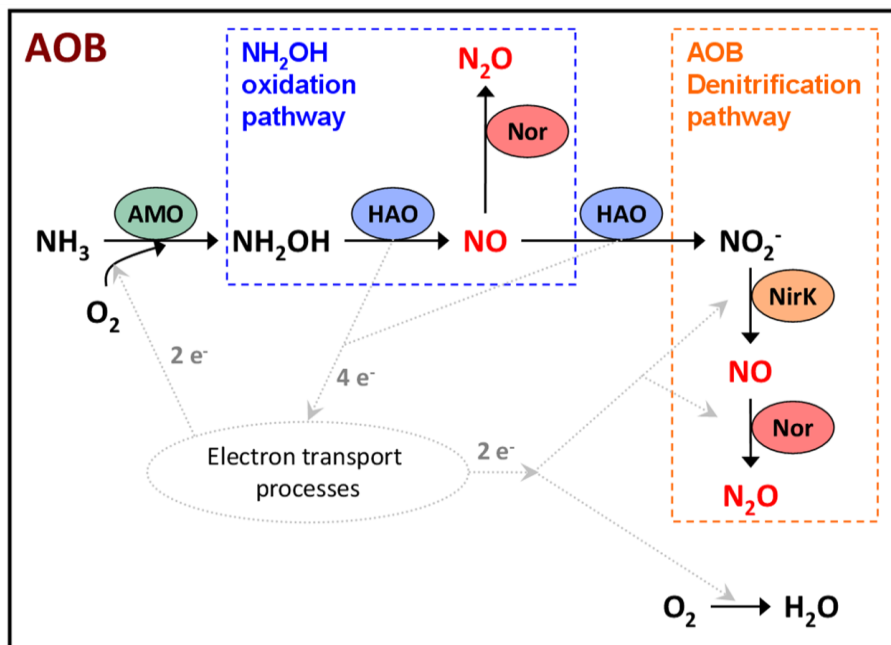 AOB
NH₂OH
oxidation
pathway
N₂O
Nor
AOB
Denitrification
pathway
AMO
HAO
HAO
NH₃
NH₂OH
NO
NO₂⁻
O₂
NirK
2 e⁻
4 e⁻
NO
Nor
Electron transport
processes
2 e⁻
N₂O
O₂
H₂O